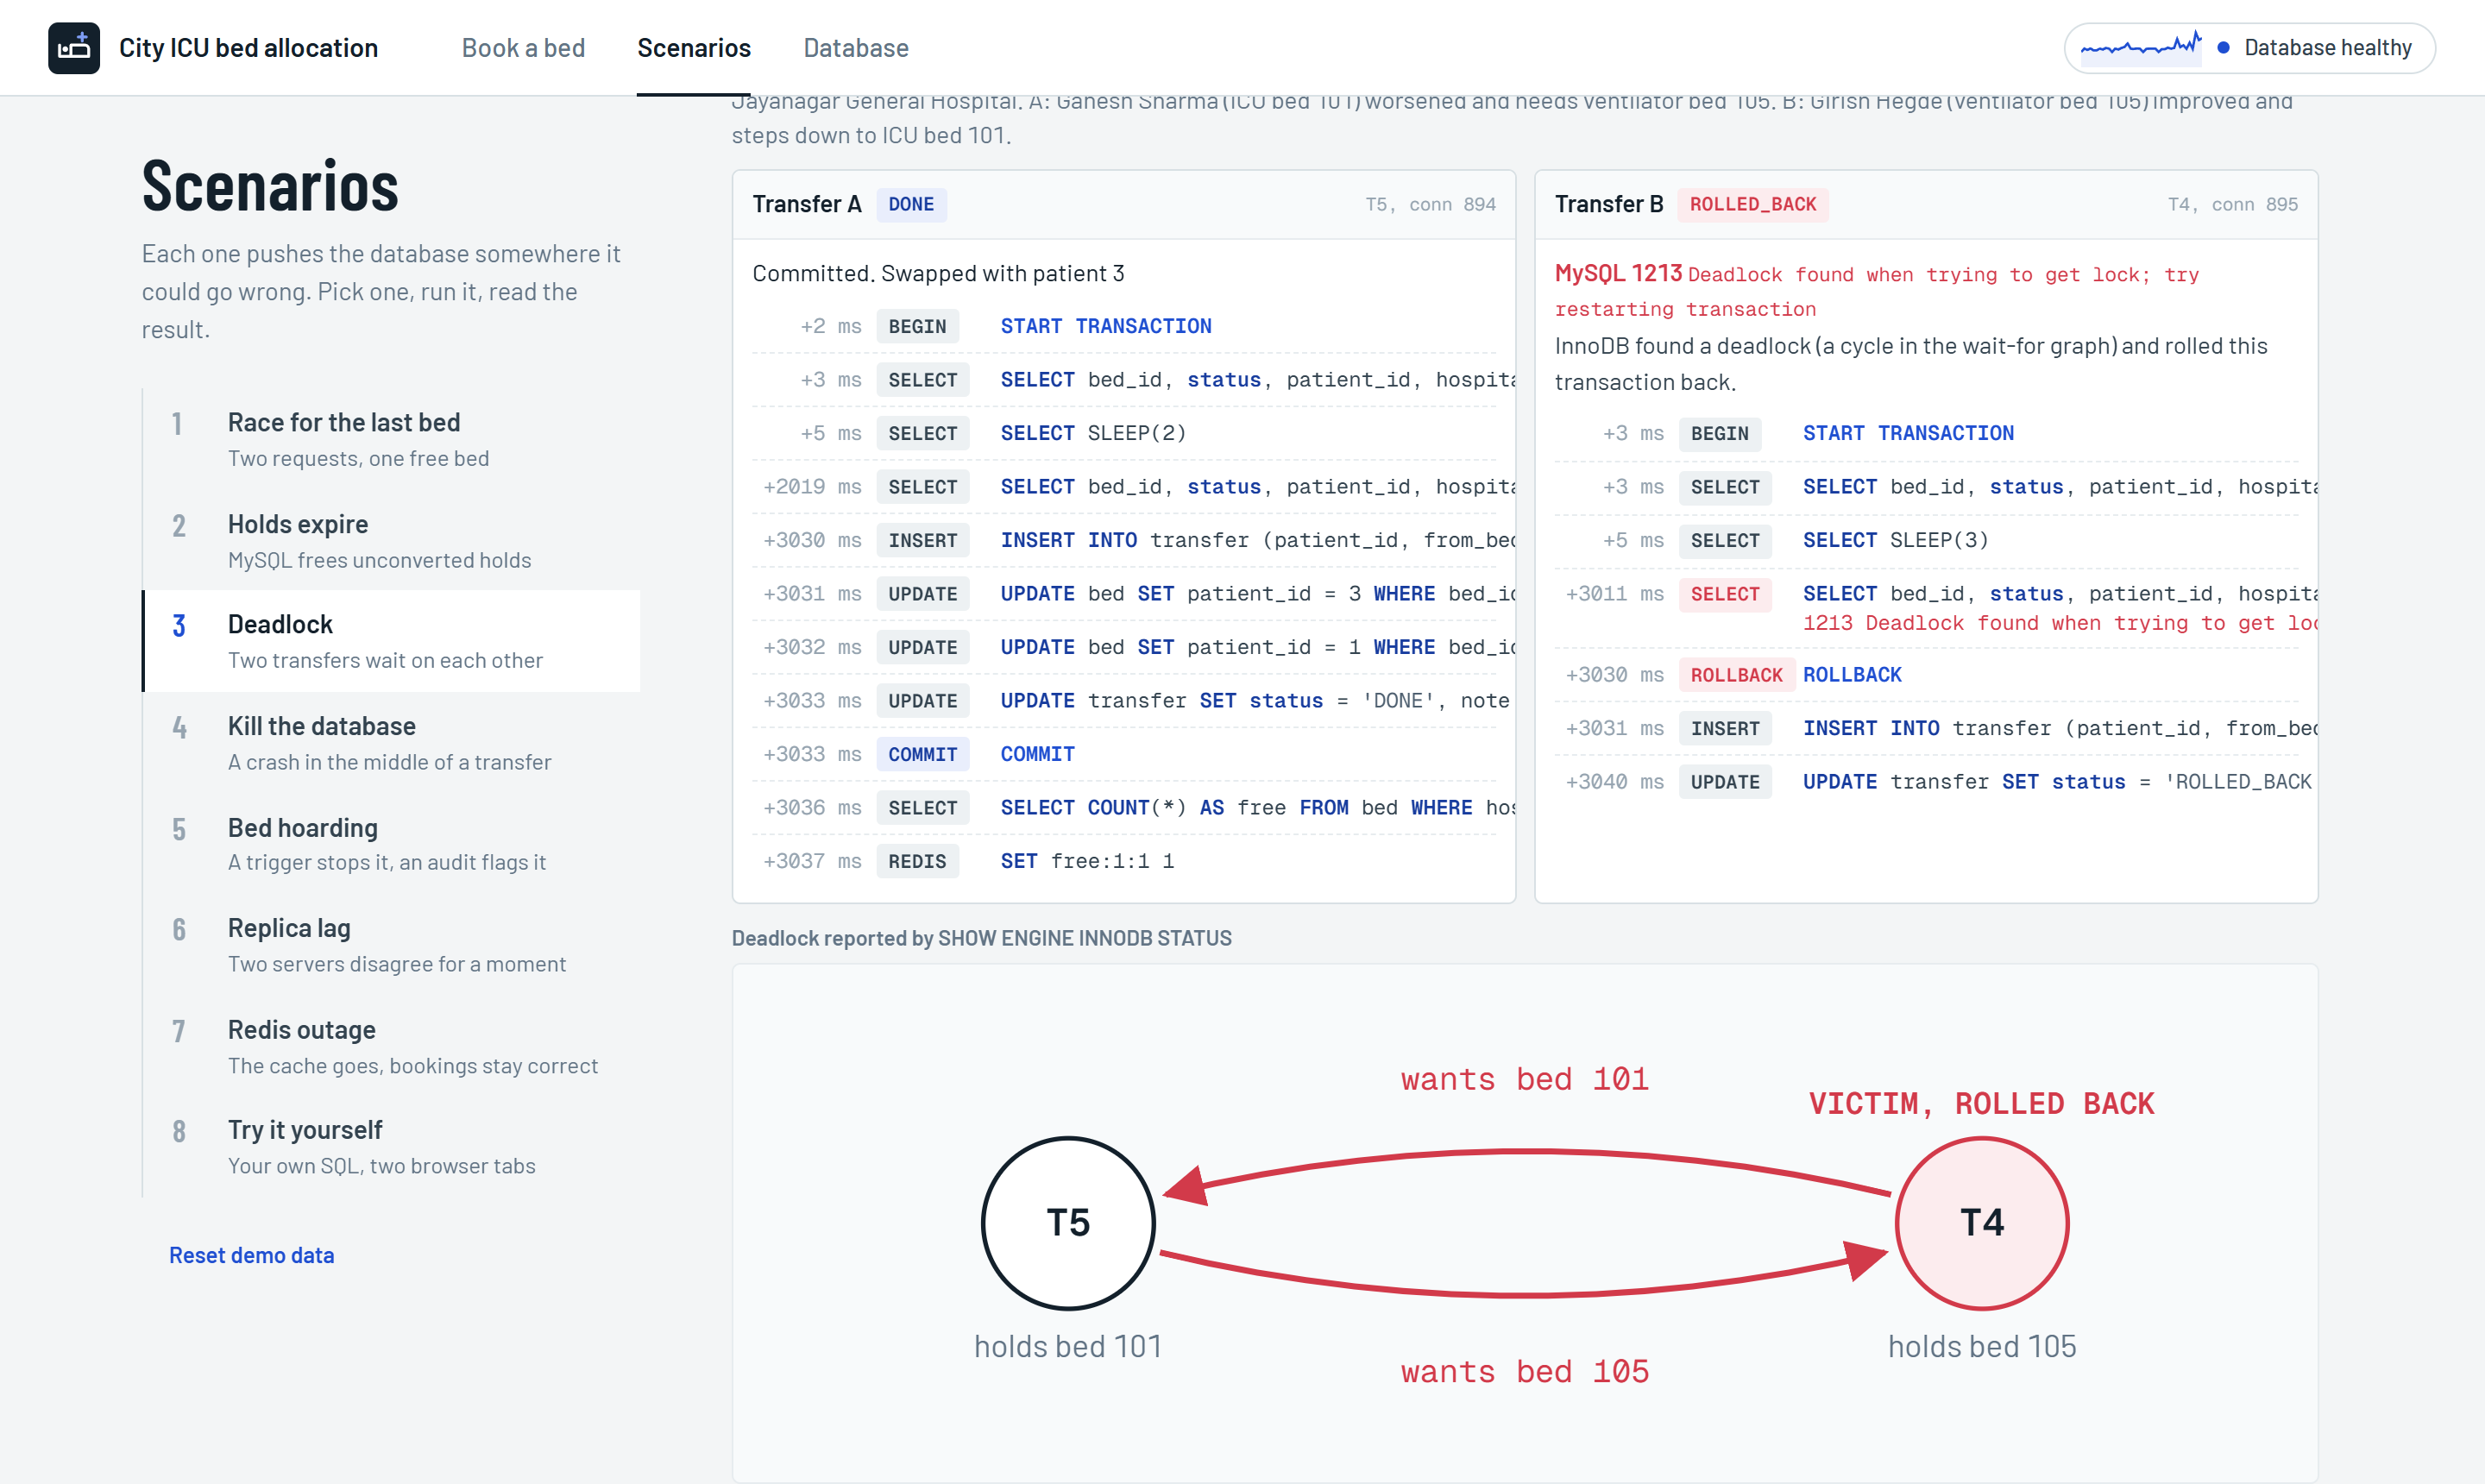 City ICU bed allocation
Book a bed
Scenarios
Database
Database healthy
Scenarios
Each one pushes the database somewhere it
could go wrong. Pick one, run it, read the
result.
1 Race for the last bed
Two requests, one free bed
2 Holds expire
MySQL frees unconverted holds
3 Deadlock
Two transfers wait on each other
4 Kill the database
A crash in the middle of a transfer
5 Bed hoarding
A trigger stops it, an audit flags it
6 Replica lag
Two servers disagree for a moment
7 Redis outage
The cache goes, bookings stay correct
8 Try it yourself
Your own SQL, two browser tabs
Reset demo data
Jayanagar General Hospital. A: Ganesh Sharma (ICU bed 101) worsened and needs ventilator bed 105. B: Girish Hegde (ventilator bed 105) improved and
steps down to ICU bed 101.
Transfer A DONE T5, conn 894
Committed. Swapped with patient 3
+2 ms BEGIN START TRANSACTION
+3 ms SELECT SELECT bed_id, status, patient_id, hospita
+5 ms SELECT SELECT SLEEP(2)
+2019 ms SELECT SELECT bed_id, status, patient_id, hospita
+3030 ms INSERT INSERT INTO transfer (patient_id, from_bed
+3031 ms UPDATE UPDATE bed SET patient_id = 3 WHERE bed_id
+3032 ms UPDATE UPDATE bed SET patient_id = 1 WHERE bed_id
+3033 ms UPDATE UPDATE transfer SET status = 'DONE', note
+3033 ms COMMIT COMMIT
+3036 ms SELECT SELECT COUNT(*) AS free FROM bed WHERE hos
+3037 ms REDIS SET free:1:1 1
Transfer B ROLLED_BACK T4, conn 895
MySQL 1213 Deadlock found when trying to get lock; try
restarting transaction
InnoDB found a deadlock (a cycle in the wait-for graph) and rolled this
transaction back.
+3 ms BEGIN START TRANSACTION
+3 ms SELECT SELECT bed_id, status, patient_id, hospita
+5 ms SELECT SELECT SLEEP(3)
+3011 ms SELECT SELECT bed_id, status, patient_id, hospita
1213 Deadlock found when trying to get loc
+3030 ms ROLLBACK ROLLBACK
+3031 ms INSERT INSERT INTO transfer (patient_id, from_bed
+3040 ms UPDATE UPDATE transfer SET status = 'ROLLED_BACK
Deadlock reported by SHOW ENGINE INNODB STATUS
wants bed 101
VICTIM, ROLLED BACK
T5
T4
holds bed 101
holds bed 105
wants bed 105